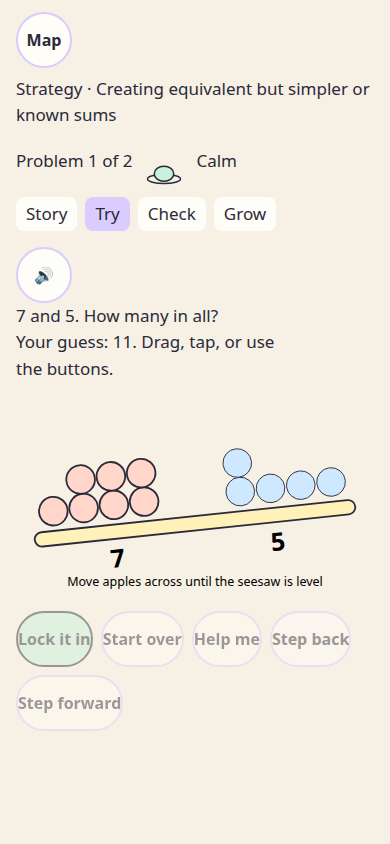 Map
Strategy · Creating equivalent but simpler or
known sums
Problem 1 of 2
Calm
Story
Try
Check
Grow
7 and 5. How many in all?
Your guess: 11. Drag, tap, or use
the buttons.
7
5
Move apples across until the seesaw is level
Lock it in
Start over
Help me
Step back
Step forward